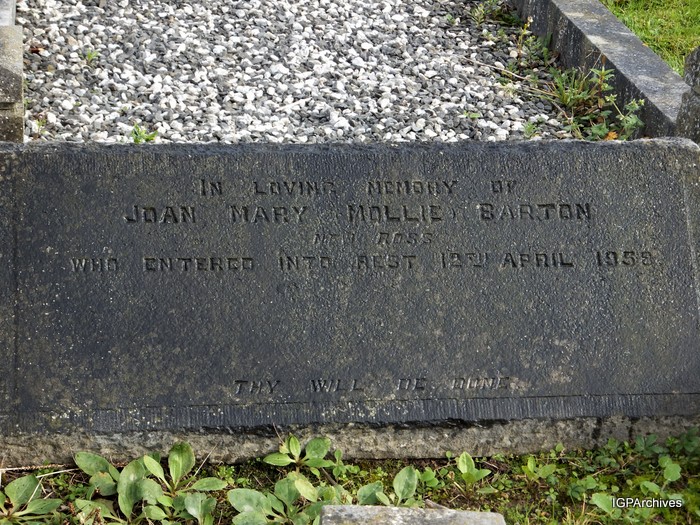 IN LOVING MEMORY OF
JOAN MARY (MOLLIE) BARTON
NEW ROSS
WHO ENTERED INTO REST 12TH APRIL
THY WILL BE DONE
IGPArchives